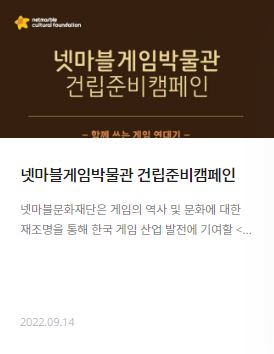 netmarble
cultural foundation
넷마블게임박물관
건립준비캠페인
– 함께 쓰는 게임 연대기 –
넷마블게임박물관 건립준비캠페인
넷마블문화재단은 게임의 역사 및 문화에 대한
재조명을 통해 한국 게임 산업 발전에 기여할 <...
2022.09.14